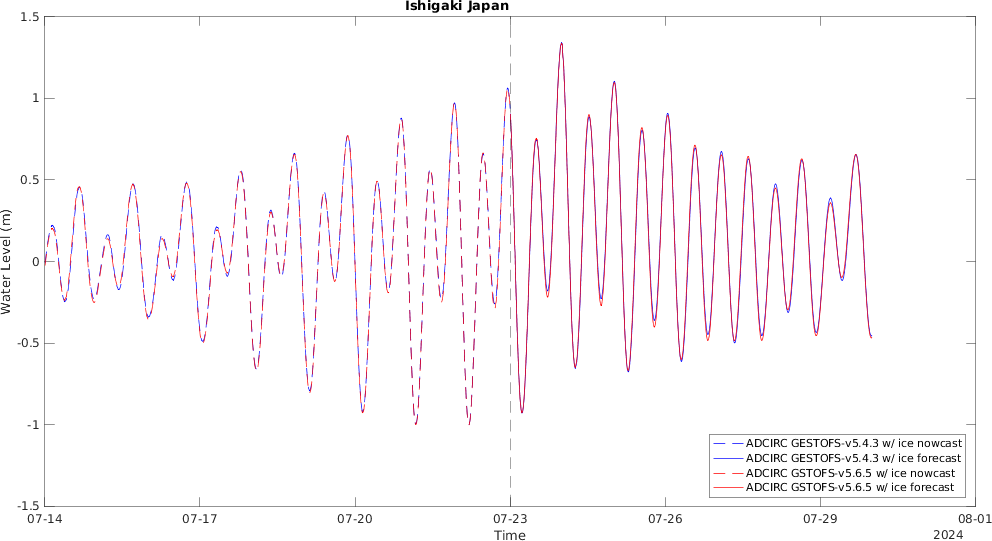 Ishigaki Japan
1.5
1
0.5
0
-0.5
-1
-1.5
Water Level (m)
07-14
07-17
07-20
07-23
07-26
07-29
08-01
Time
2024
ADCIRC GESTOFS-v5.4.3 w/ ice nowcast
ADCIRC GESTOFS-v5.4.3 w/ ice forecast
ADCIRC GSTOFS-v5.6.5 w/ ice nowcast
ADCIRC GSTOFS-v5.6.5 w/ ice forecast